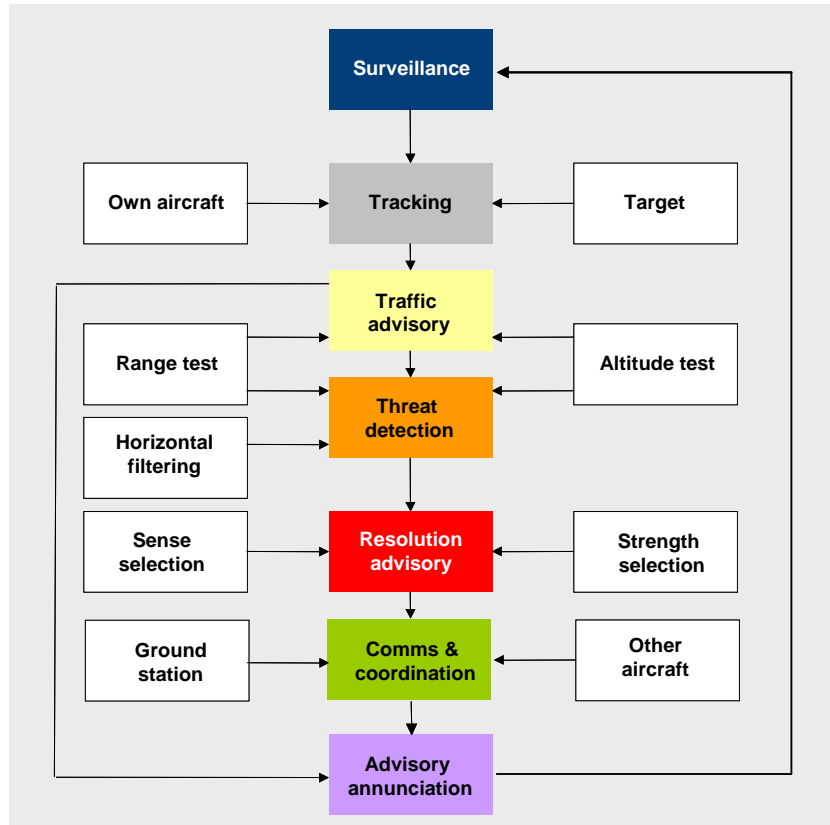 Surveillance
Own aircraft
Tracking
Target
Traffic
advisory
Range test
Altitude test
Threat
detection
Horizontal
filtering
Sense
selection
Resolution
advisory
Strength
selection
Ground
station
Comms &
coordination
Other
aircraft
Advisory
annunciation